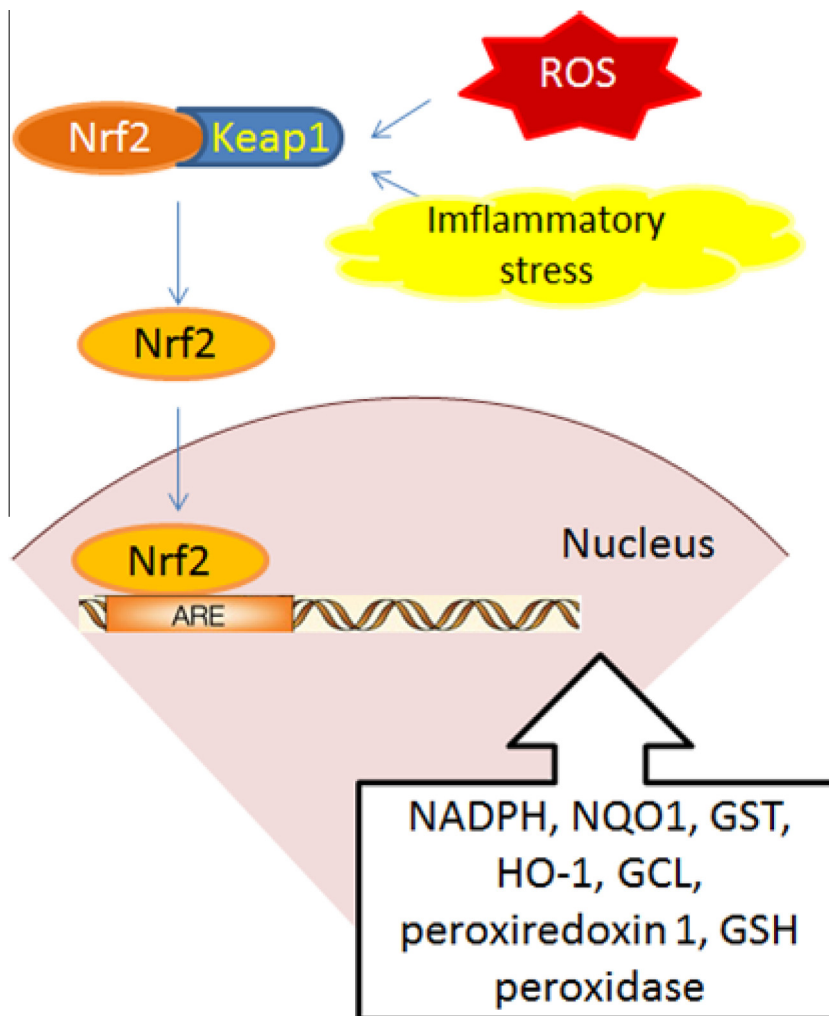 ROS
Nrf2
Keap1
Imflammatory
stress
Nrf2
Nucleus
Nrf2
ARE
NADPH, NQO1, GST,
HO-1, GCL,
peroxiredoxin 1, GSH
peroxidase